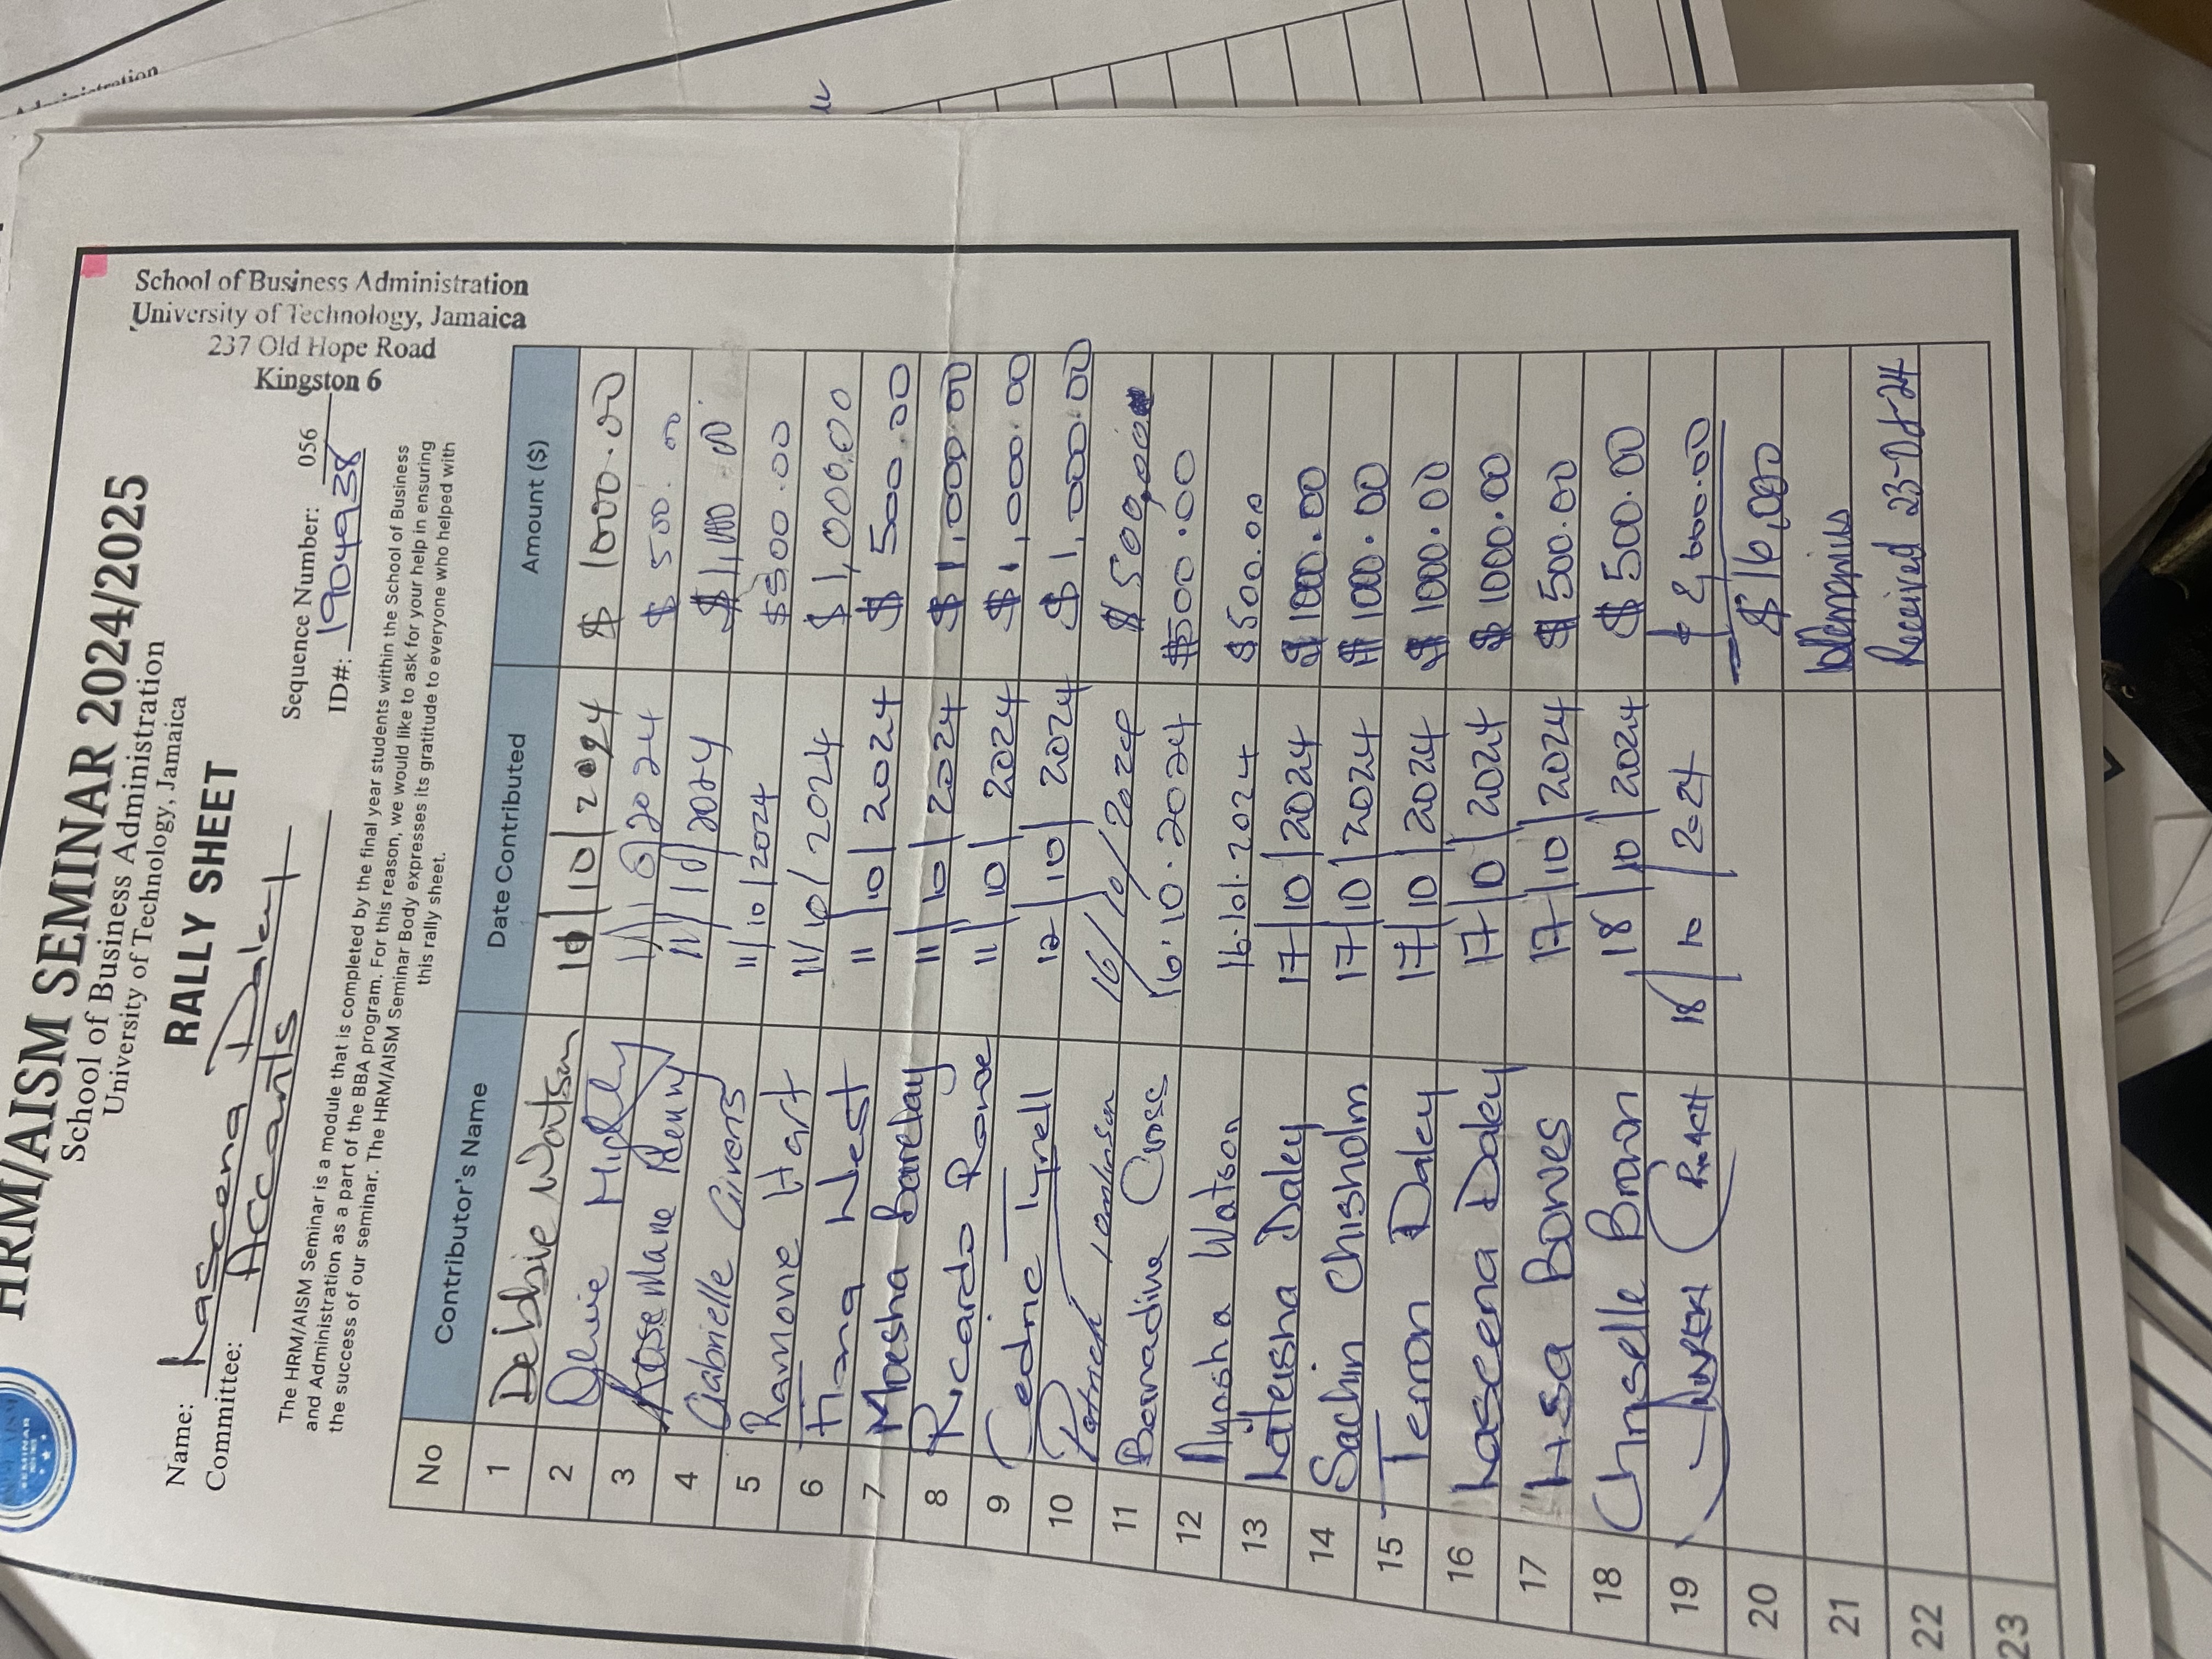 SEMINAR
HRM/AISM SEMINAR 2024/2025
School of Business Administration
University of Technology, Jamaica
RALLY SHEET
Name: Kasceena Daley
Committee: Accants
Sequence Number: 056
ID#: 1904938
School of Business Administration
University of Technology, Jamaica
237 Old Hope Road
Kingston 6
The HRM/AISM Seminar is a module that is completed by the final year students within the School of Business
and Administration as a part of the BBA program. For this reason, we would like to ask for your help in ensuring
the success of our seminar. The HRM/AISM Seminar Body expresses its gratitude to everyone who helped with
this rally sheet.
No Contributor's Name Date Contributed Amount ($)
1 Debbie Watson 10/10/2024 $ 1000.00
2 Olivie 11/10/2024 $ 500.00
3 RoseMarie Kenny 11/10/2024 $1,000.00
4 Gabrielle Givens 11/10/2024 $500.00
5 Ramone Hart 11/10/2024 $1,000.00
6 Fiona West 11/10/2024 $ 500.00
7 Moesha Barclay 11/10/2024 $1,000.00
8 Ricardo Rowe 11/10/2024 $1,000.00
9 Cedric Tyrell 12/10/2024 $1,000.00
10 Patrick Tomlinson 16/10/2024 $ 500.00
11 Bernadine Cross 16.10.2024 $500.00
12 Nyasha Watson 16.10.2024 $500.00
13 Kateisha Daley 17/10/2024 $1000.00
14 Sachin Chisholm 17/10/2024 $1000.00
15 Terron Daley 17/10/2024 $ 1000.00
16 Kasceena Daley 17/10/2024 $ 1000.00
17 Lisa Bowes 17/10/2024 $ 500.00
18 Chriselle Brown 18/10/2024 $ 500.00
19 ROACH 18/10/2024 $ 2,000.00
20 $16,000
21
22 Received 23-Oct-24
23